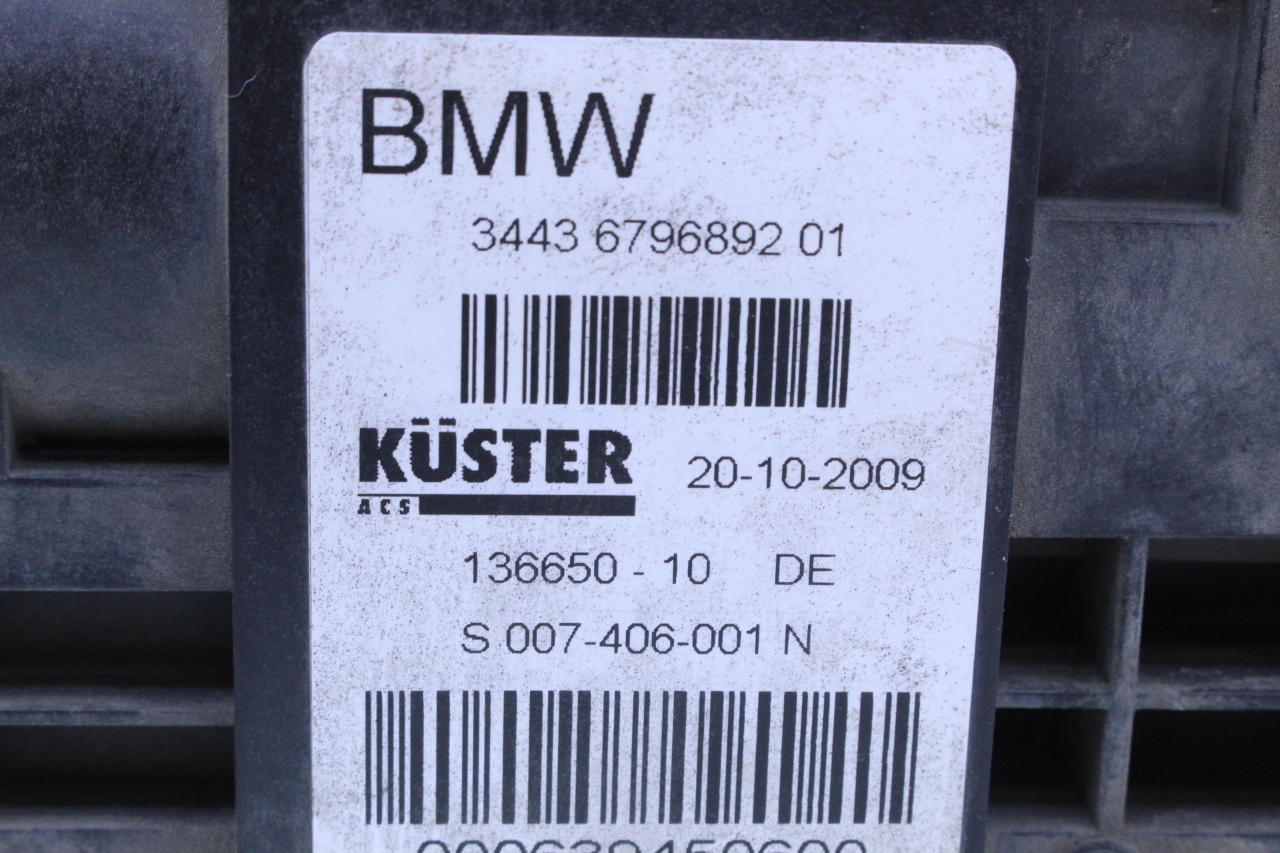 BMW
3443 6796892 01
KÜSTER
ACS
20-10-2009
136650 - 10 DE
S 007-406-001 N